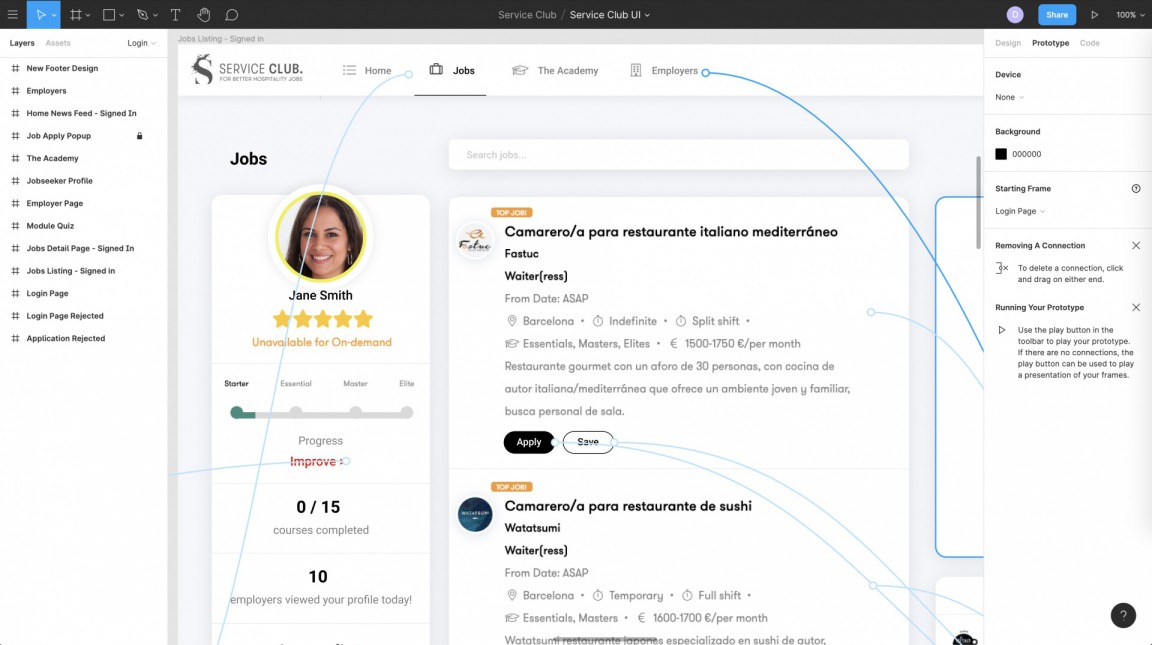 Service Club / Service Club UI
D
Share
100%
Layers
Assets
Login
New Footer Design
Employers
Home News Feed - Signed In
Job Apply Popup
The Academy
Jobseeker Profile
Employer Page
Module Quiz
Jobs Detail Page - Signed In
Jobs Listing - Signed in
Login Page
Login Page Rejected
Application Rejected
Jobs Listing - Signed in
SERVICE CLUB.
FOR BETTER HOSPITALITY JOBS
Home
Jobs
The Academy
Employers
Jobs
Search jobs...
Jane Smith
Unavailable for On-demand
Starter
Essential
Master
Elite
Progress
Improve >
0 / 15
courses completed
10
employers viewed your profile today!
TOP JOB!
Fastuc
Camarero/a para restaurante italiano mediterráneo
Fastuc
Waiter(ress)
From Date: ASAP
Barcelona • Indefinite • Split shift •
Essentials, Masters, Elites • € 1500-1750 €/per month
Restaurante gourmet con un aforo de 30 personas, con cocina de
autor italiana/mediterránea que ofrece un ambiente joven y familiar,
busca personal de sala.
Apply
Save
TOP JOB!
WATATSUMI
Camarero/a para restaurante de sushi
Watatsumi
Waiter(ress)
From Date: ASAP
Barcelona • Temporary • Full shift •
Essentials, Masters • € 1600-1700 €/per month
Watatsumi restaurante japones especializado en sushi de autor,
Design
Prototype
Code
Device
None
Background
000000
Starting Frame
?
Login Page
Removing A Connection
To delete a connection, click
and drag on either end.
Running Your Prototype
Use the play button in the
toolbar to play your prototype.
If there are no connections, the
play button can be used to play
a presentation of your frames.
?